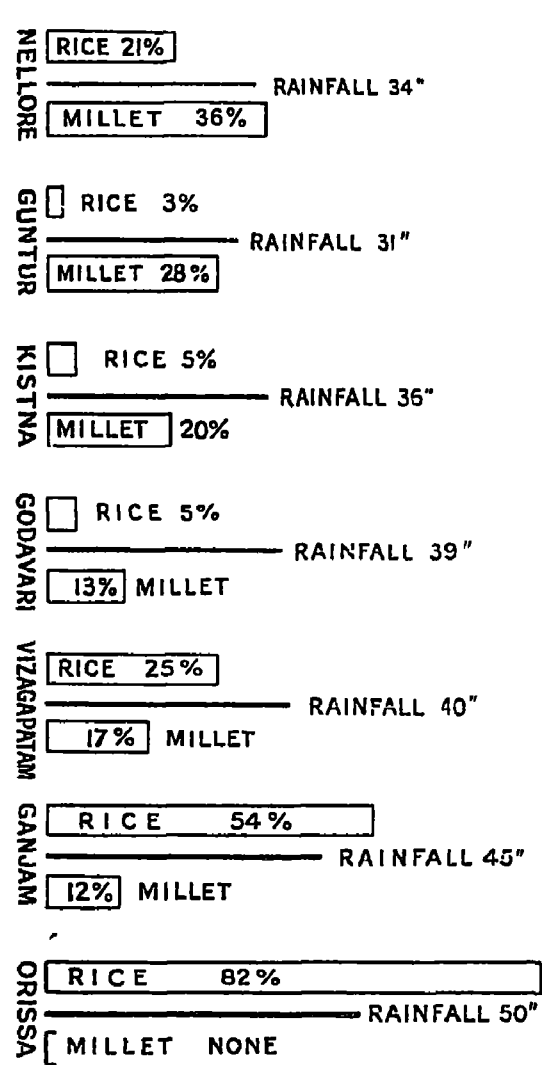 NELLORE
RICE 21%
RAINFALL 34"
MILLET 36%
GUNTUR
RICE 3%
RAINFALL 31"
MILLET 28%
KISTNA
RICE 5%
RAINFALL 36"
MILLET 20%
GODAVARI
RICE 5%
RAINFALL 39"
13% MILLET
VIZAGAPATAM
RICE 25%
RAINFALL 40"
17% MILLET
GANJAM
RICE 54%
RAINFALL 45"
12% MILLET
ORISSA
RICE 82%
RAINFALL 50"
MILLET NONE